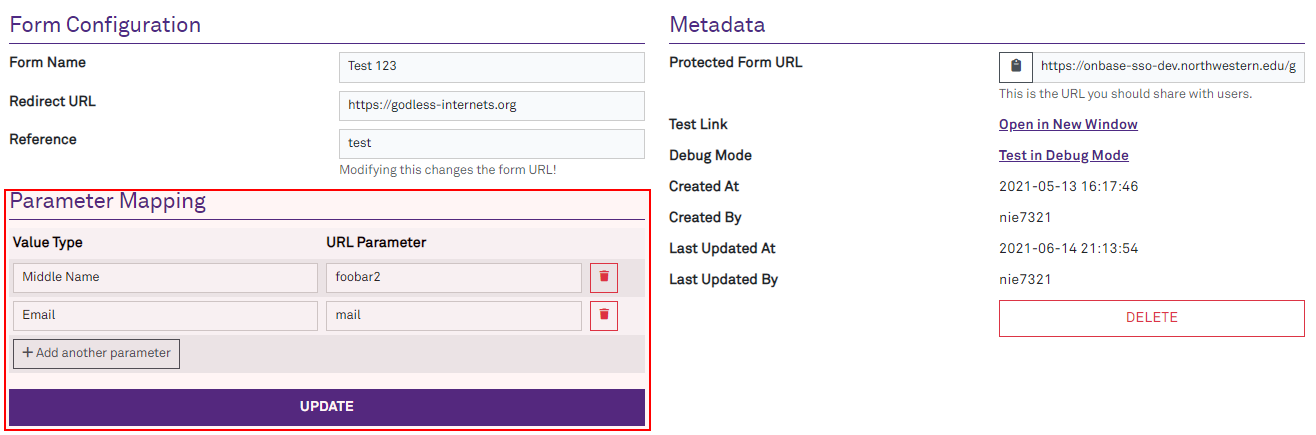 Form Configuration
Form Name
Test 123
Redirect URL
https://godless-internets.org
Reference
test
Modifying this changes the form URL!
Parameter Mapping
Value Type URL Parameter
Middle Name foobar2
Email mail
+ Add another parameter
UPDATE
Metadata
Protected Form URL
https://onbase-sso-dev.northwestern.edu/g
This is the URL you should share with users.
Test Link Open in New Window
Debug Mode Test in Debug Mode
Created At 2021-05-13 16:17:46
Created By nie7321
Last Updated At 2021-06-14 21:13:54
Last Updated By nie7321
DELETE